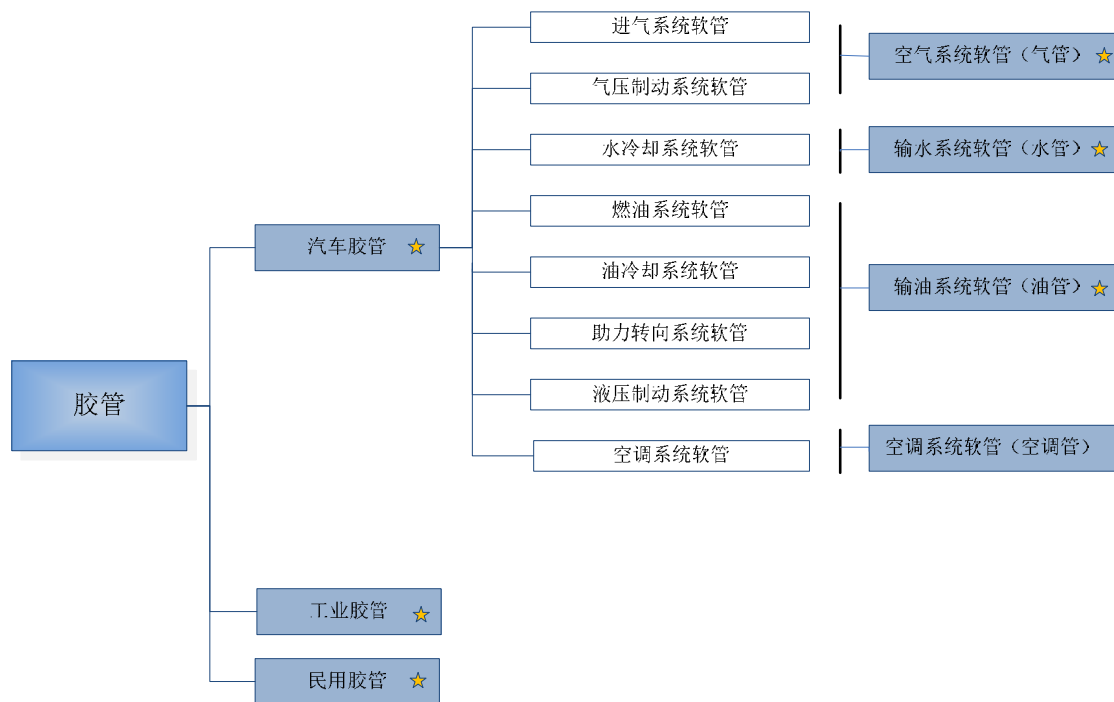 进气系统软管
空气系统软管（气管）
气压制动系统软管
水冷却系统软管
输水系统软管（水管）
燃油系统软管
汽车胶管
油冷却系统软管
输油系统软管（油管）
助力转向系统软管
胶管
液压制动系统软管
空调系统软管
空调系统软管（空调管）
工业胶管
民用胶管